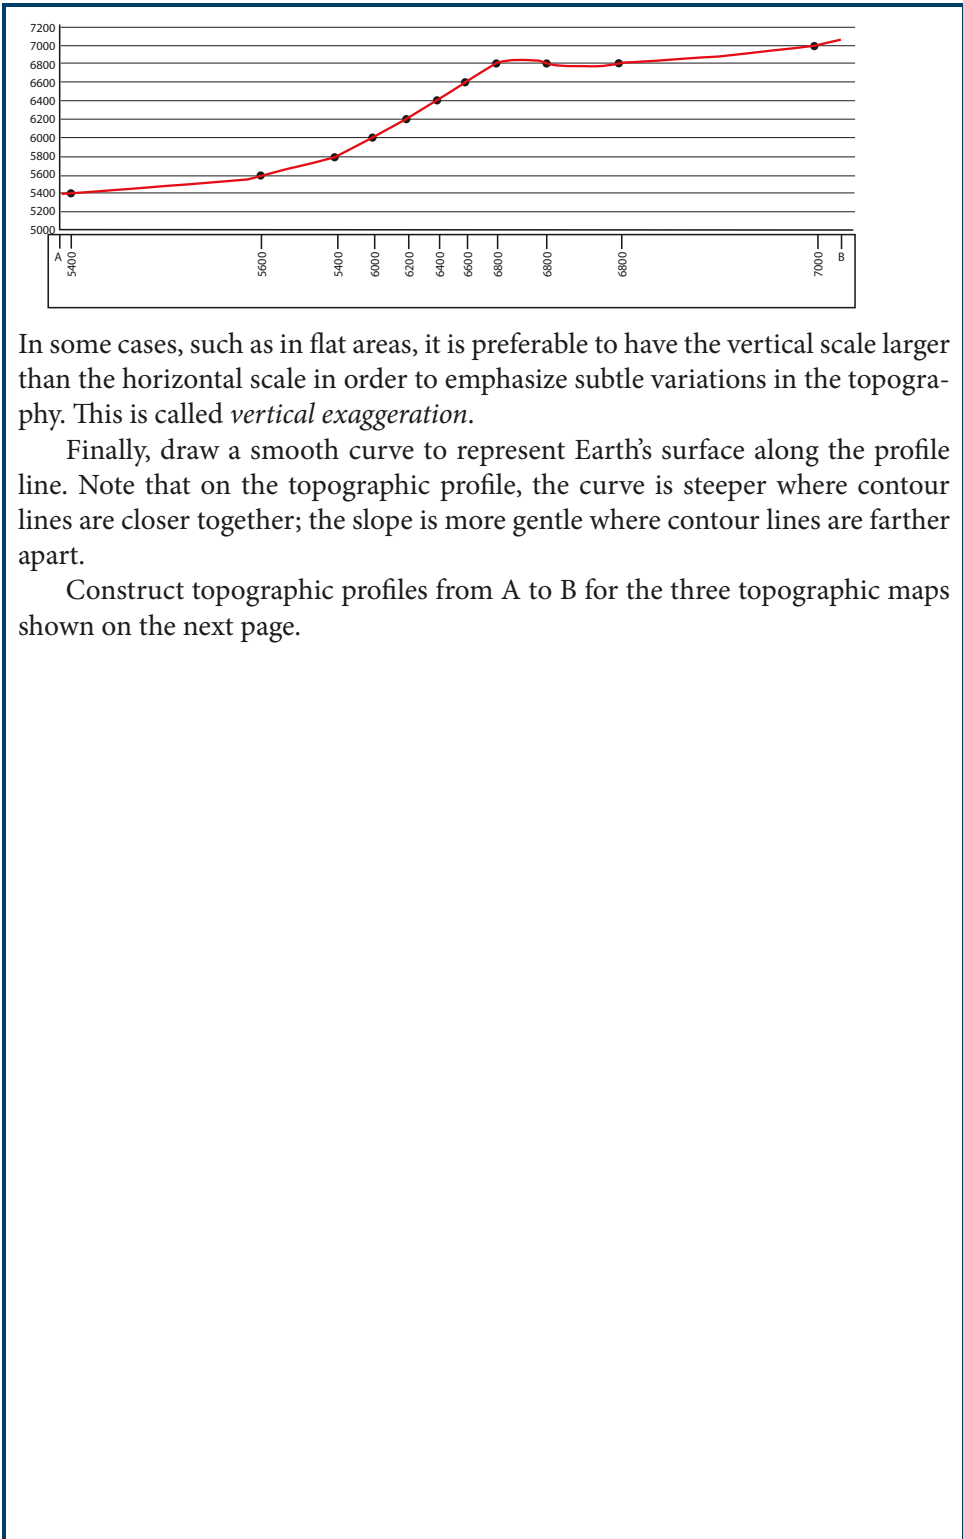 7200
7000
6800
6600
6400
6200
6000
5800
5600
5400
5200
5000
A 5400 5600 5400 6000 6200 6400 6600 6800 6800 6800 7000 B
In some cases, such as in flat areas, it is preferable to have the vertical scale larger
than the horizontal scale in order to emphasize subtle variations in the topogra-
phy. This is called vertical exaggeration.
Finally, draw a smooth curve to represent Earth’s surface along the profile
line. Note that on the topographic profile, the curve is steeper where contour
lines are closer together; the slope is more gentle where contour lines are farther
apart.
Construct topographic profiles from A to B for the three topographic maps
shown on the next page.